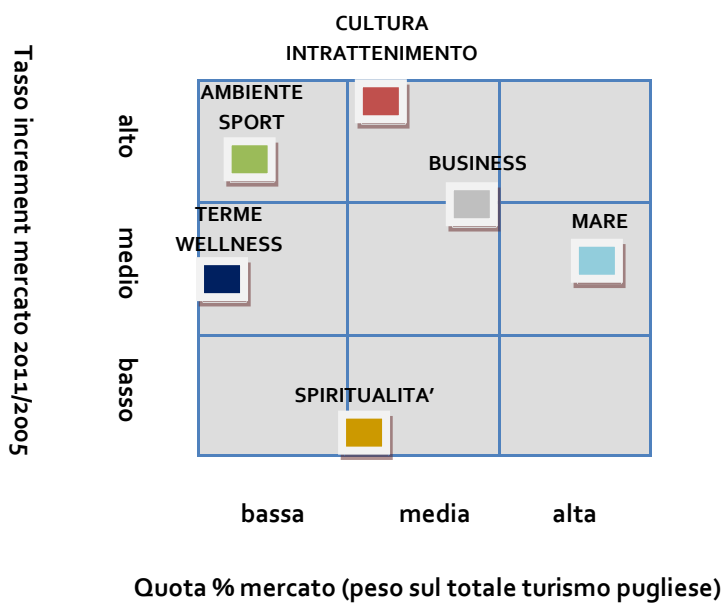 CULTURA
INTRATTENIMENTO
Tasso increment mercato 2011/2005
alto
medio
basso
AMBIENTE
SPORT
BUSINESS
TERME
WELLNESS
MARE
SPIRITUALITA’
bassa
media
alta
Quota % mercato (peso sul totale turismo pugliese)